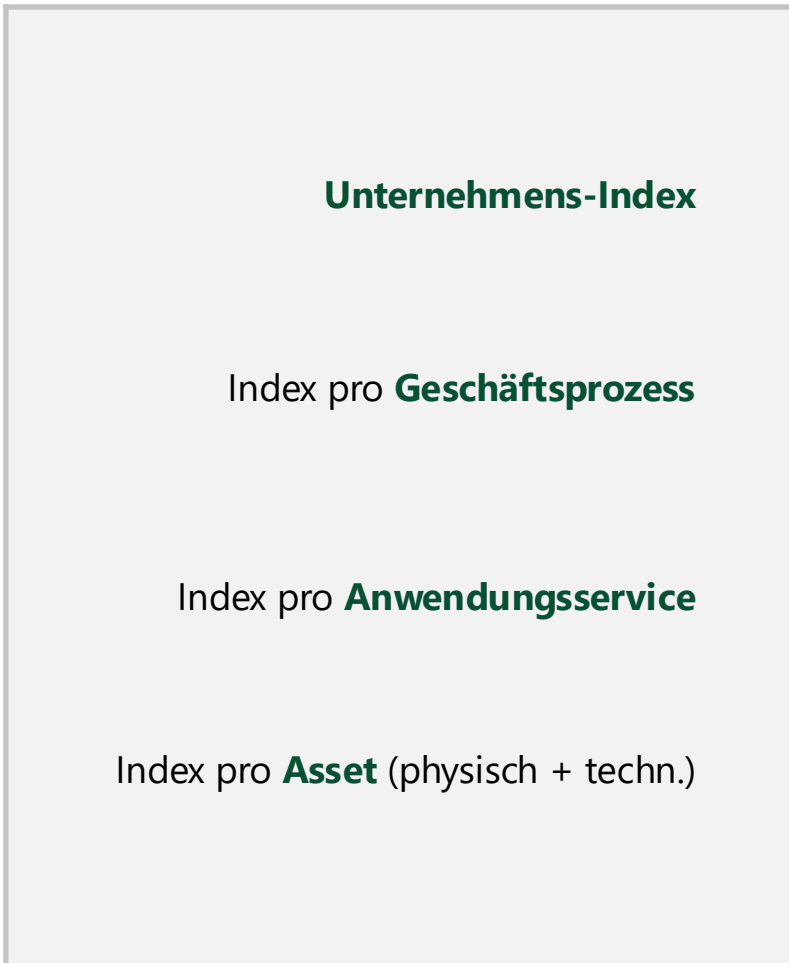 Unternehmens-Index
Index pro Geschäftsprozess
Index pro Anwendungsservice
Index pro Asset (physisch + techn.)